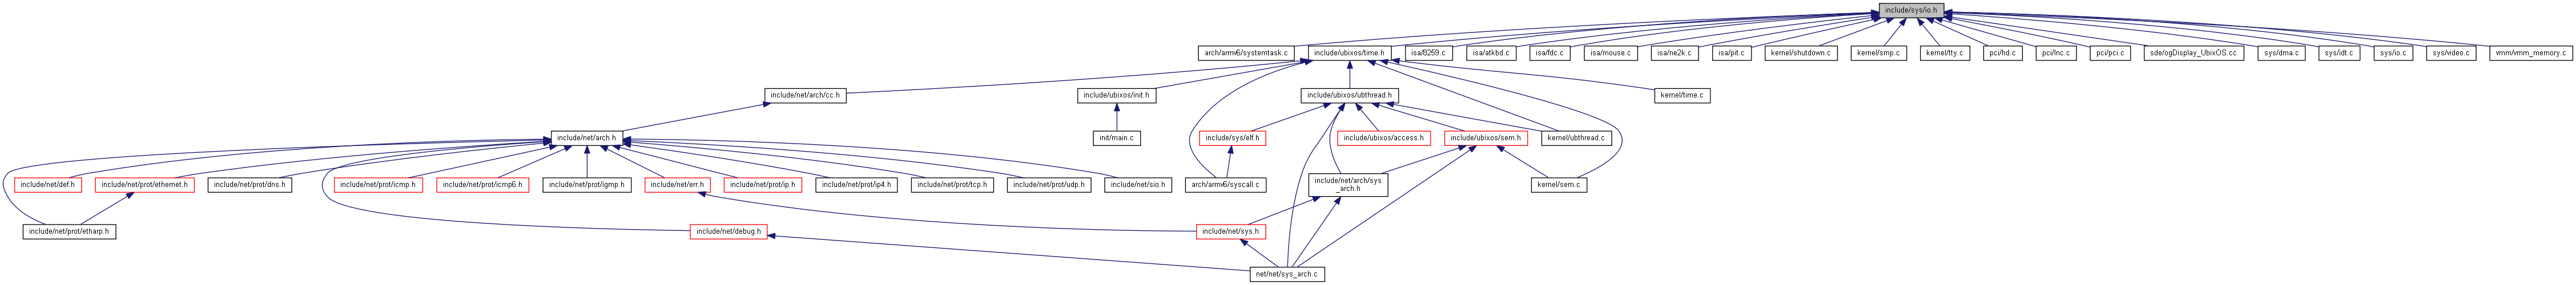 include/sys/io.h
arch/armv6/systemtask.c
include/ubixos/time.h
isa/8259.c
isa/atkbd.c
isa/fdc.c
isa/mouse.c
isa/ne2k.c
isa/pit.c
kernel/shutdown.c
kernel/smp.c
kernel/tty.c
pci/hd.c
pci/lnc.c
pci/pci.c
sde/ogDisplay_UbixOS.cc
sys/dma.c
sys/idt.c
sys/io.c
sys/video.c
vmm/vmm_memory.c
include/net/arch/cc.h
include/ubixos/init.h
include/ubixos/ubthread.h
kernel/time.c
include/net/arch.h
init/main.c
include/sys/elf.h
include/ubixos/access.h
include/ubixos/sem.h
kernel/ubthread.c
include/net/def.h
include/net/prot/ethernet.h
include/net/prot/dns.h
include/net/prot/icmp.h
include/net/prot/icmp6.h
include/net/prot/igmp.h
include/net/err.h
include/net/prot/ip.h
include/net/prot/ip4.h
include/net/prot/tcp.h
include/net/prot/udp.h
include/net/sio.h
arch/armv6/syscall.c
include/net/arch/sys
_arch.h
kernel/sem.c
include/net/prot/etharp.h
include/net/debug.h
include/net/sys.h
net/net/sys_arch.c